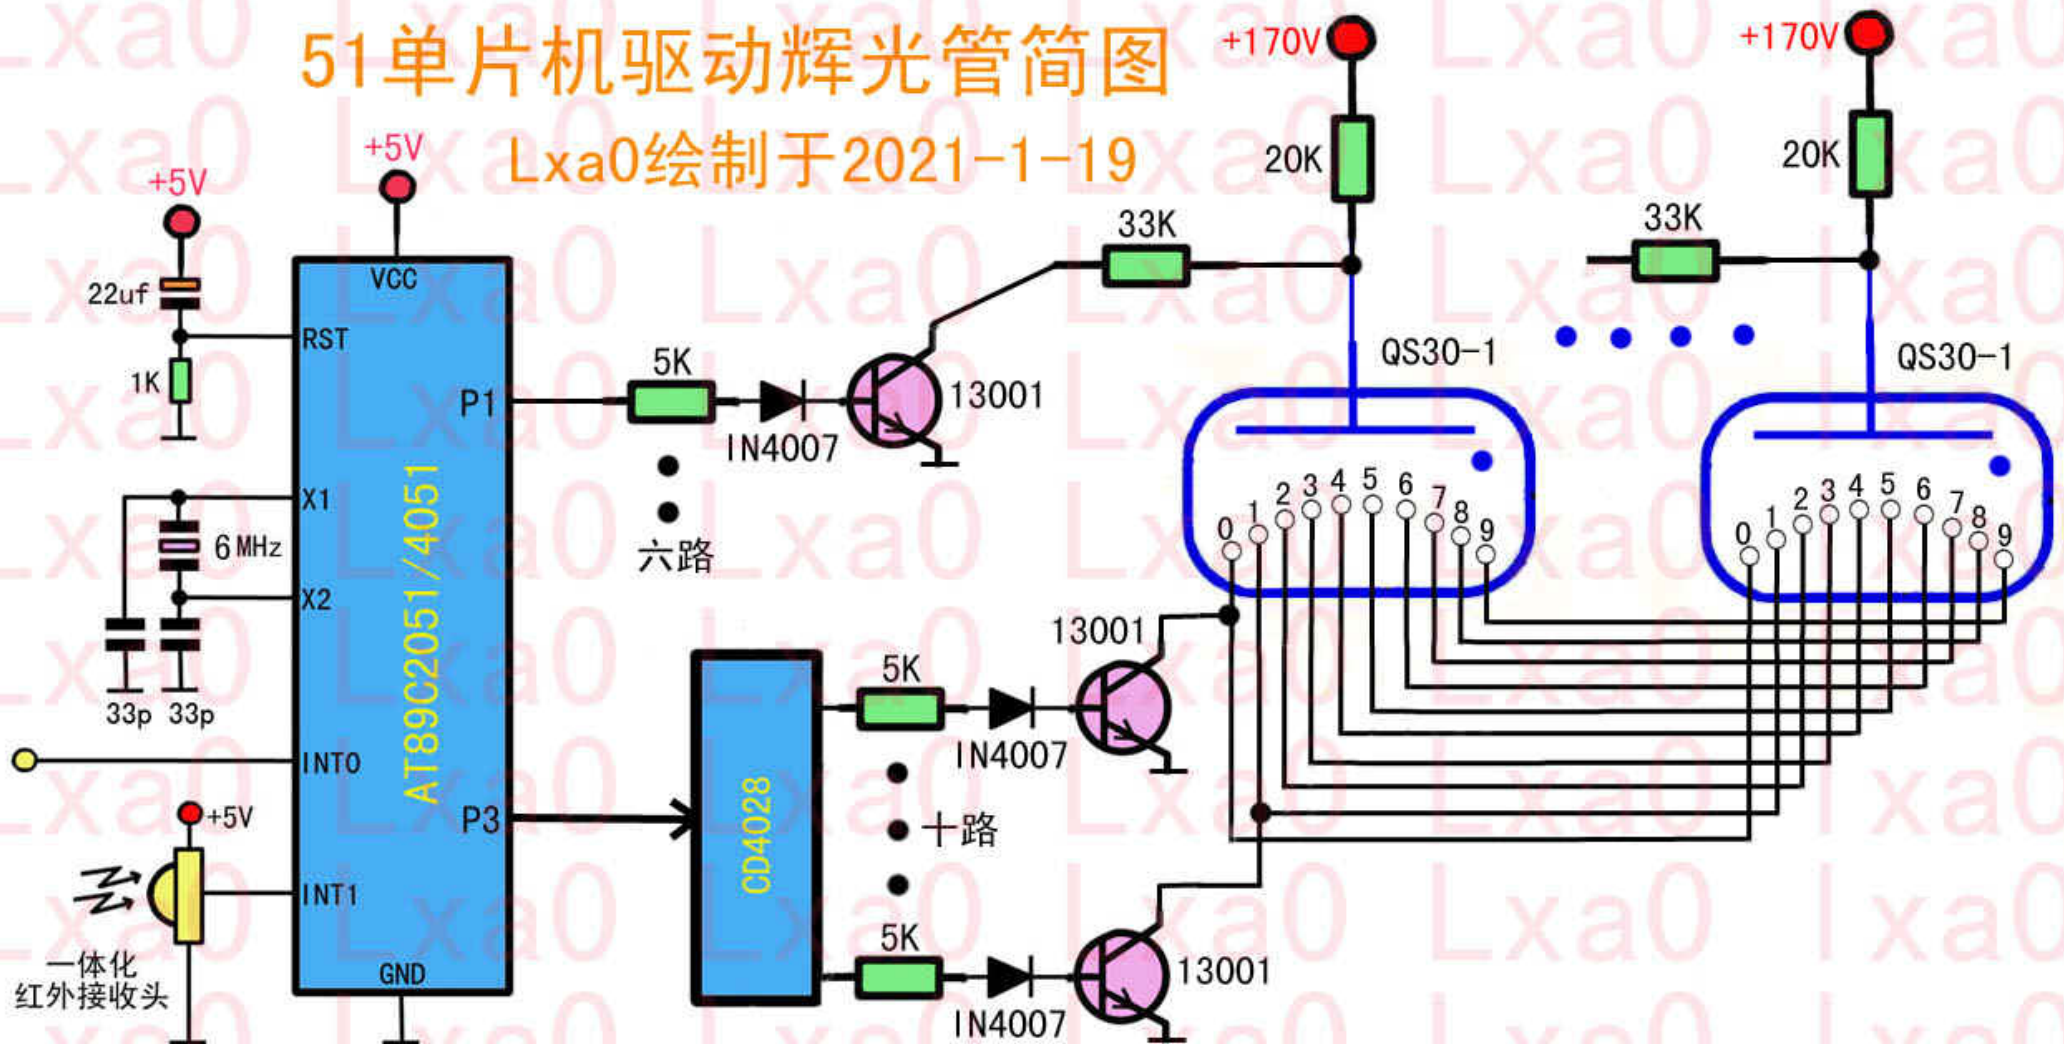 51单片机驱动辉光管简图
Lxa0绘制于2021-1-19
+170V
+170V
20K
20K
33K
33K
+5V
+5V
22uf
1K
RST
VCC
P1
5K
IN4007
13001
六路
QS30-1
QS30-1
0 1 2 3 4 5 6 7 8 9
0 1 2 3 4 5 6 7 8 9
X1
6MHz
X2
33p 33p
AT89C2051/4051
INT0
+5V
INT1
一体化
红外接收头
P3
GND
CD4028
5K
IN4007
13001
十路
5K
IN4007
13001
Lxa0